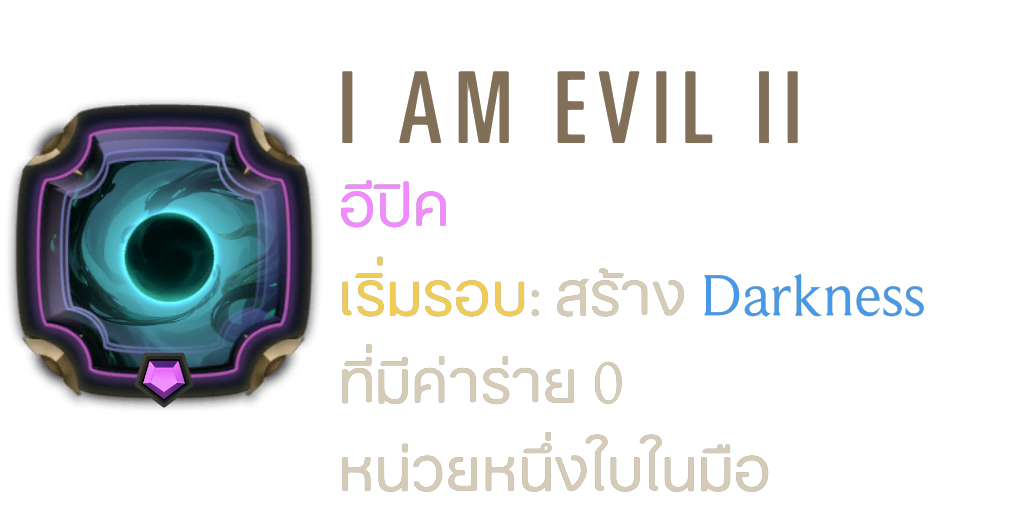 I AM EVIL II
อีปิค
เริ่มรอบ: สร้าง Darkness
ที่มีค่าร่าย 0
หน่วยหนึ่งใบในมือ